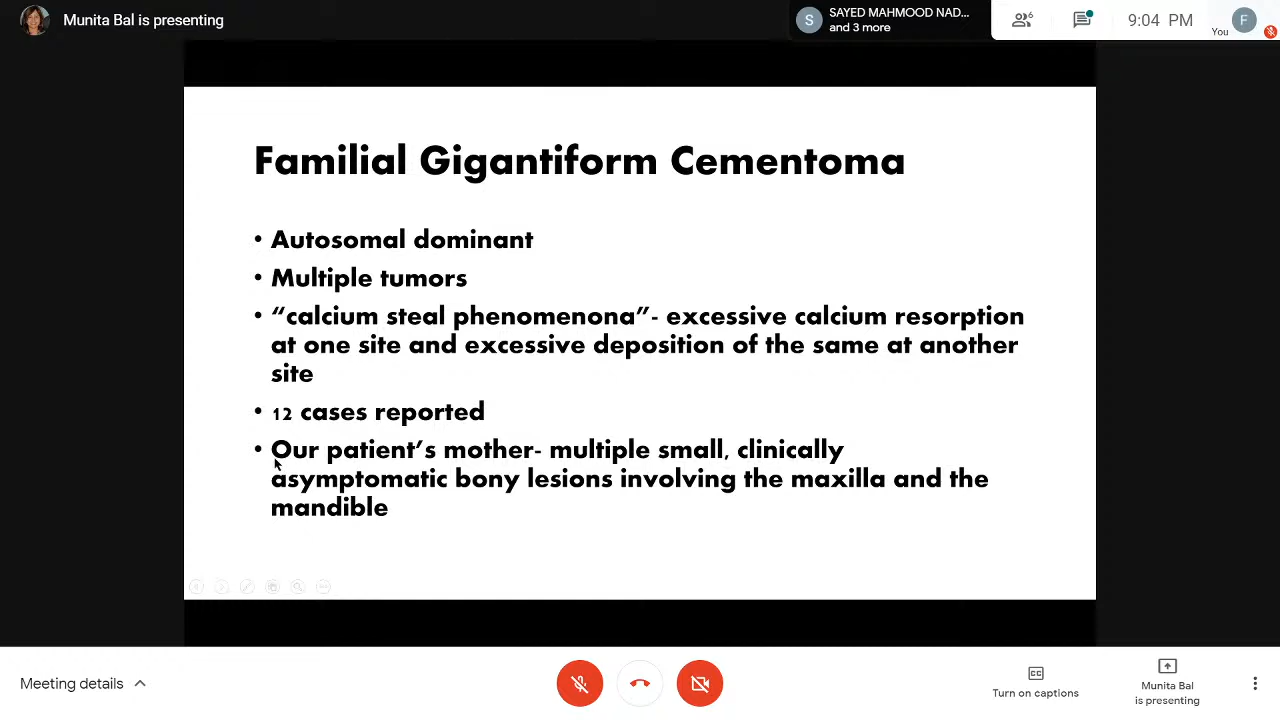 Munita Bal is presenting
S
SAYED MAHMOOD NAD...
and 3 more
6
9:04 PM
You
F
Familial Gigantiform Cementoma
• Autosomal dominant
• Multiple tumors
• “calcium steal phenomenona”- excessive calcium resorption
at one site and excessive deposition of the same at another
site
• 12 cases reported
• Our patient’s mother- multiple small, clinically
asymptomatic bony lesions involving the maxilla and the
mandible
Meeting details
CC
Turn on captions
Munita Bal
is presenting